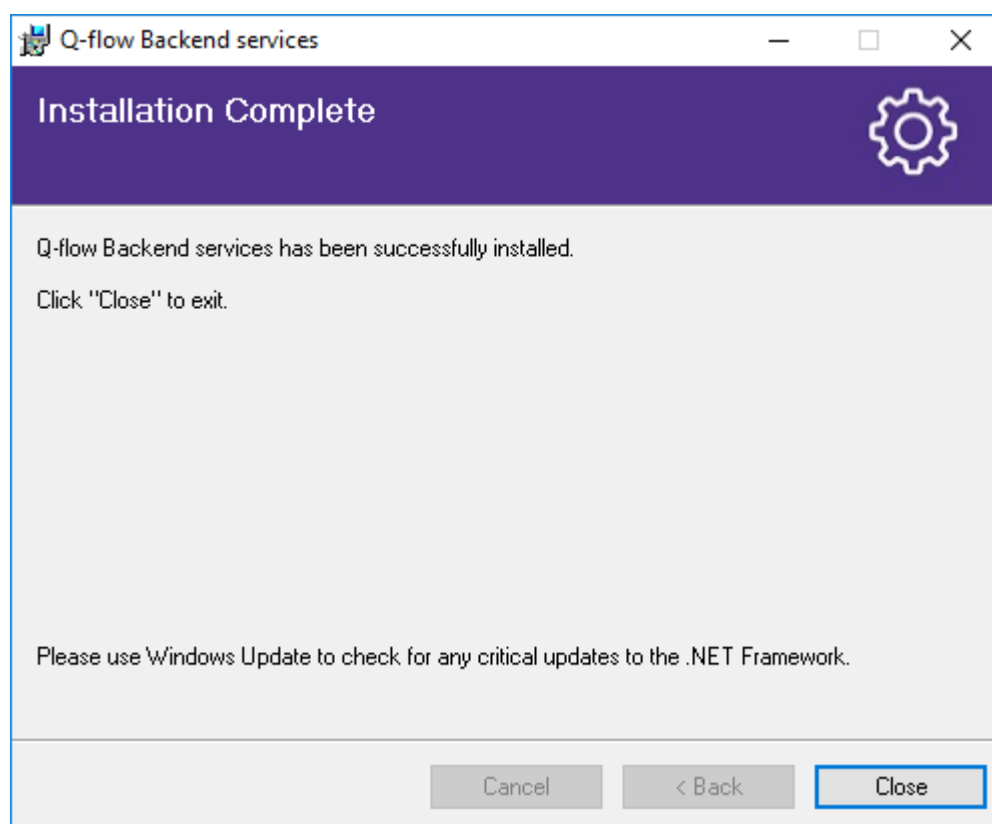 Q-flow Backend services
Installation Complete
Q-flow Backend services has been successfully installed.
Click "Close" to exit.
Please use Windows Update to check for any critical updates to the .NET Framework.
Cancel
< Back
Close